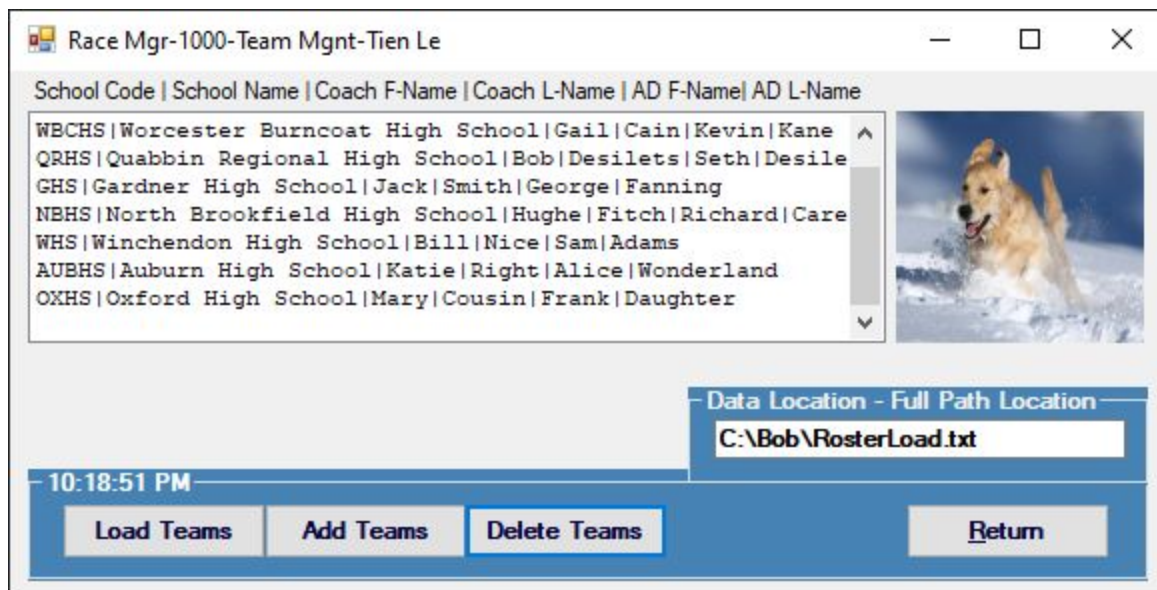 Race Mgr-1000-Team Mgnt-Tien Le
School Code | School Name | Coach F-Name | Coach L-Name | AD F-Name| AD L-Name
WBCHS|Worcester Burncoat High School|Gail|Cain|Kevin|Kane
QRHS|Quabbin Regional High School|Bob|Desilets|Seth|Desile
GHS|Gardner High School|Jack|Smith|George|Fanning
NBHS|North Brookfield High School|Hughe|Fitch|Richard|Care
WHS|Winchendon High School|Bill|Nice|Sam|Adams
AUBHS|Auburn High School|Katie|Right|Alice|Wonderland
OXHS|Oxford High School|Mary|Cousin|Frank|Daughter
Data Location - Full Path Location
C:\Bob\RosterLoad.txt
10:18:51 PM
Load Teams Add Teams Delete Teams Return